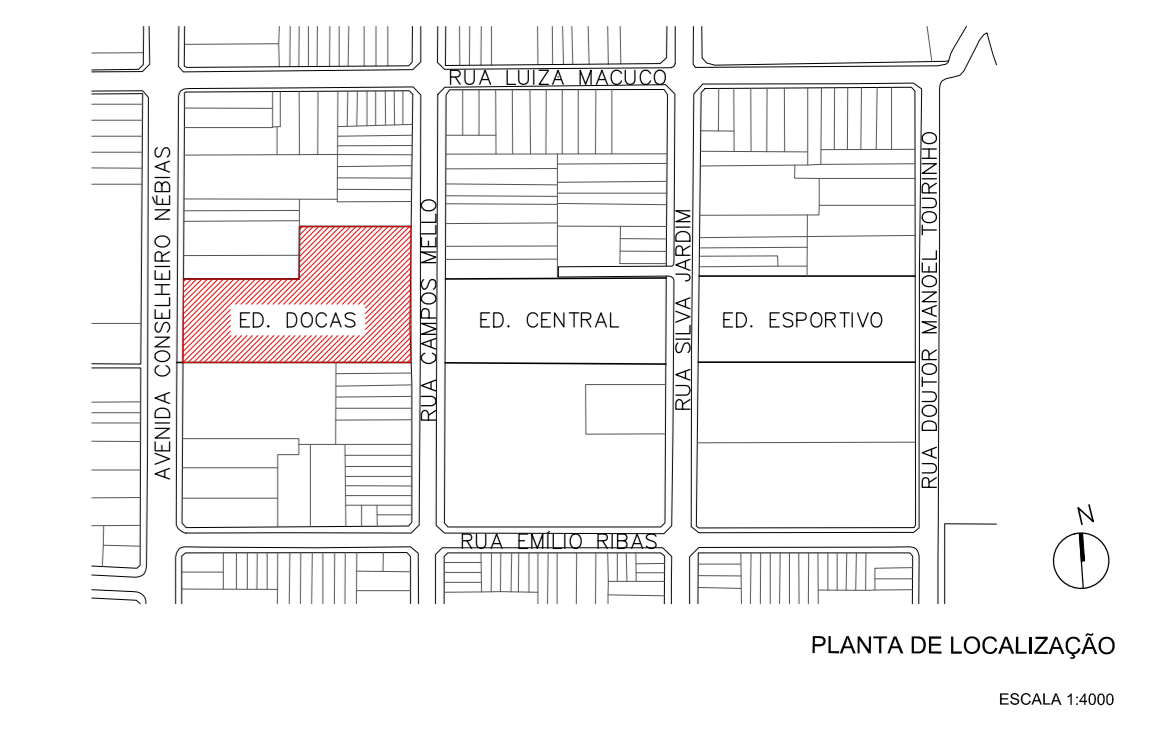 RUA LUIZA MACUCO
AVENIDA CONSELHEIRO NÉBIAS
RUA CAMPOS MELLO
RUA SILVA JARDIM
RUA DOUTOR MANOEL TOURINHO
ED. DOCAS
ED. CENTRAL
ED. ESPORTIVO
RUA EMÍLIO RIBAS
N
PLANTA DE LOCALIZAÇÃO
ESCALA 1:4000